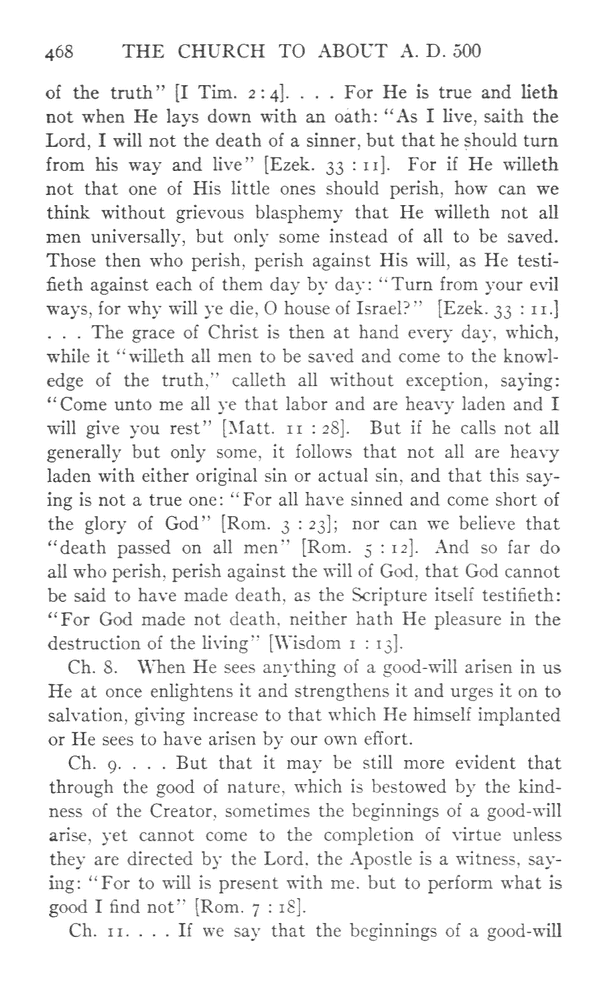 468 THE CHURCH TO ABOUT A. D. 500
of the truth” [I Tim. 2 : 4]. . . . For He is true and lieth
not when He lays down with an oath: “As I live, saith the
Lord, I will not the death of a sinner, but that he should turn
from his way and live” [Ezek. 33 : 11]. For if He willeth
not that one of His little ones should perish, how can we
think without grievous blasphemy that He willeth not all
men universally, but only some instead of all to be saved.
Those then who perish, perish against His will, as He testi-
fieth against each of them day by day: “Turn from your evil
ways, for why will ye die, O house of Israel?” [Ezek. 33 : 11.]
. . . The grace of Christ is then at hand every day, which,
while it “willeth all men to be saved and come to the knowl-
edge of the truth,” calleth all without exception, saying:
“Come unto me all ye that labor and are heavy laden and I
will give you rest” [Matt. 11 : 28]. But if he calls not all
generally but only some, it follows that not all are heavy
laden with either original sin or actual sin, and that this say-
ing is not a true one: “For all have sinned and come short of
the glory of God” [Rom. 3 : 23]; nor can we believe that
“death passed on all men” [Rom. 5 : 12]. And so far do
all who perish, perish against the will of God, that God cannot
be said to have made death, as the Scripture itself testifieth:
“For God made not death, neither hath He pleasure in the
destruction of the living” [Wisdom 1 : 13].
Ch. 8. When He sees anything of a good-will arisen in us
He at once enlightens it and strengthens it and urges it on to
salvation, giving increase to that which He himself implanted
or He sees to have arisen by our own effort.
Ch. 9. . . . But that it may be still more evident that
through the good of nature, which is bestowed by the kind-
ness of the Creator, sometimes the beginnings of a good-will
arise, yet cannot come to the completion of virtue unless
they are directed by the Lord, the Apostle is a witness, say-
ing: “For to will is present with me, but to perform what is
good I find not” [Rom. 7 : 18].
Ch. 11. . . . If we say that the beginnings of a good-will